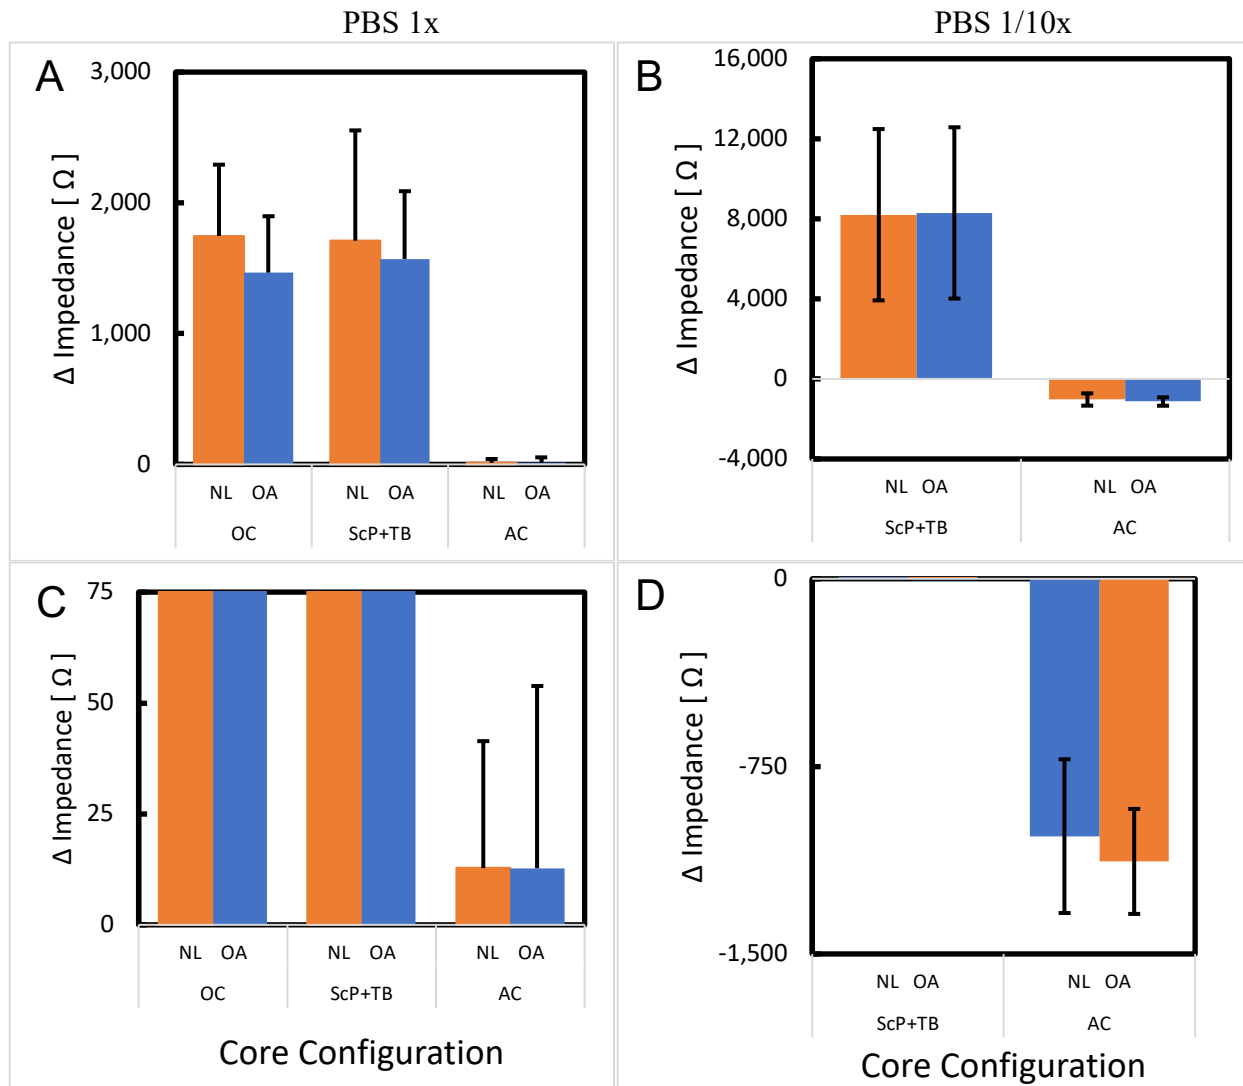 PBS 1x
PBS 1/10x
A
Δ Impedance [ Ω ]
3,000
2,000
1,000
0
NL OA NL OA NL OA
OC ScP+TB AC
B
Δ Impedance [ Ω ]
16,000
12,000
8,000
4,000
0
-4,000
NL OA NL OA
ScP+TB AC
C
Δ Impedance [ Ω ]
75
50
25
0
NL OA NL OA NL OA
OC ScP+TB AC
Core Configuration
D
Δ Impedance [ Ω ]
0
-750
-1,500
NL OA NL OA
ScP+TB AC
Core Configuration